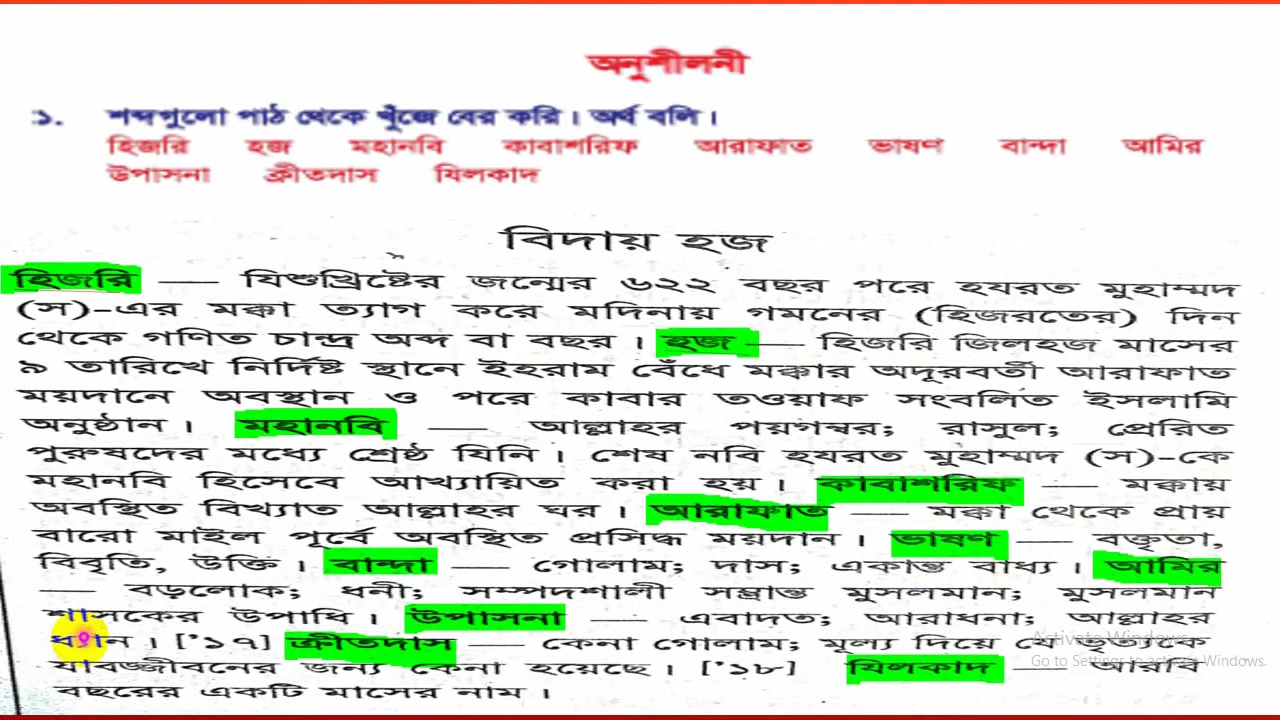 অনুশীলনী
১. শব্দগুলো পাঠ থেকে খুঁজে বের করি। অর্থ বলি।
হিজরি হজ মহানবি কাবাশরিফ আরাফাত ভাষণ বান্দা আমির
উপাসনা ক্রীতদাস যিলকাদ
বিদায় হজ
হিজরি — যিশুখ্রিষ্টের জন্মের ৬২২ বছর পরে হযরত মুহাম্মদ
(স)-এর মক্কা ত্যাগ করে মদিনায় গমনের (হিজরতের) দিন
থেকে গণিত চান্দ্র অব্দ বা বছর। হজ — হিজরি জিলহজ মাসের
৯ তারিখে নির্দিষ্ট স্থানে ইহরাম বেঁধে মক্কার অদূরবর্তী আরাফাত
ময়দানে অবস্থান ও পরে কাবার তওয়াফ সংবলিত ইসলামি
অনুষ্ঠান। মহানবি — আল্লাহর পয়গম্বর; রাসুল; প্রেরিত
পুরুষদের মধ্যে শ্রেষ্ঠ যিনি। শেষ নবি হযরত মুহাম্মদ (স)-কে
মহানবি হিসেবে আখ্যায়িত করা হয়। কাবাশরিফ — মক্কায়
অবস্থিত বিখ্যাত আল্লাহর ঘর। আরাফাত — মক্কা থেকে প্রায়
বারো মাইল পূর্বে অবস্থিত প্রসিদ্ধ ময়দান। ভাষণ — বক্তৃতা,
বিবৃতি, উক্তি। বান্দা — গোলাম; দাস; একান্ত বাধ্য। আমির
— বড়লোক; ধনী; সম্পদশালী সম্ভ্রান্ত মুসলমান; মুসলমান
শাসকের উপাধি। উপাসনা — এবাদত; আরাধনা; আল্লাহর
ধ্যান। [’১৭] ক্রীতদাস — কেনা গোলাম; মূল্য দিয়ে যে ভৃত্যকে
যাবজ্জীবনের জন্য কেনা হয়েছে। [’১৮] যিলকাদ — আরবি
বছরের একটি মাসের নাম।
Activate Windows
Go to Settings to activate Windows.